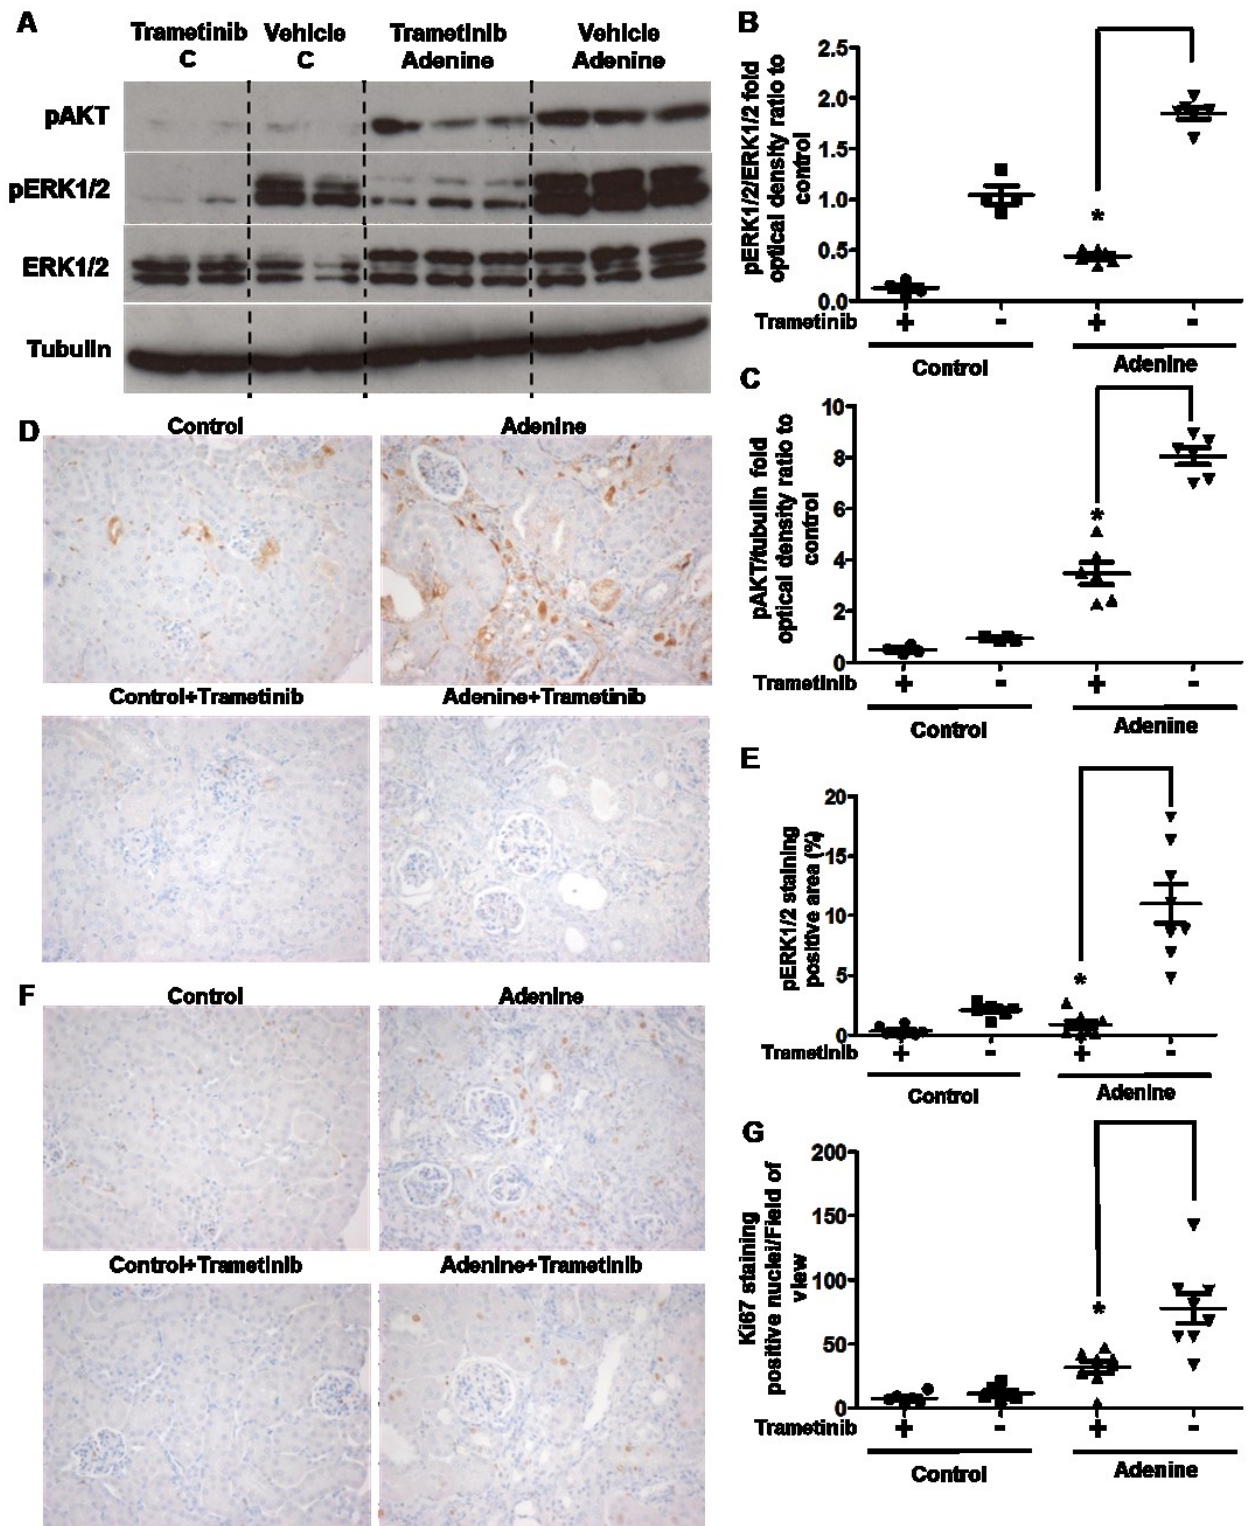 A
Trametinib
C
Vehicle
C
Trametinib
Adenine
Vehicle
Adenine
pAKT
pERK1/2
ERK1/2
Tubulin
B
pERK1/2/ERK1/2 fold
optical density ratio to
control
2.5
2.0
1.5
1.0
0.5
0.0
*
Trametinib + - + -
Control
Adenine
C
pAKT/tubulin fold
optical density ratio to
control
10
8
6
4
2
0
*
Trametinib + - + -
Control
Adenine
D
Control
Adenine
Control+Trametinib
Adenine+Trametinib
E
pERK1/2 staining
positive area (%)
20
15
10
5
0
*
Trametinib + - + -
Control
Adenine
F
Control
Adenine
Control+Trametinib
Adenine+Trametinib
G
Ki67 staining
positive nuclei/Field of
view
200
150
100
50
0
*
Trametinib + - + -
Control
Adenine